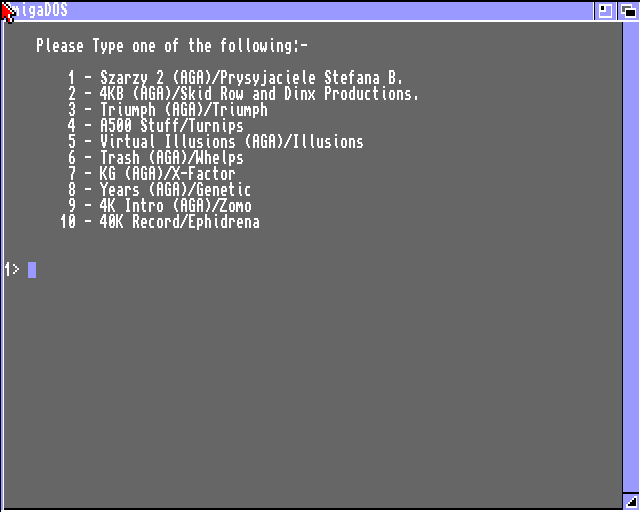 migaDOS
Please Type one of the following:-
1 - Szarzy 2 (AGA)/Prysyjaciele Stefana B.
2 - 4KB (AGA)/Skid Row and Dinx Productions.
3 - Triumph (AGA)/Triumph
4 - A500 Stuff/Turnips
5 - Virtual Illusions (AGA)/Illusions
6 - Trash (AGA)/Whelps
7 - KG (AGA)/X-Factor
8 - Years (AGA)/Genetic
9 - 4K Intro (AGA)/Zomo
10 - 40K Record/Ephidrena
1>